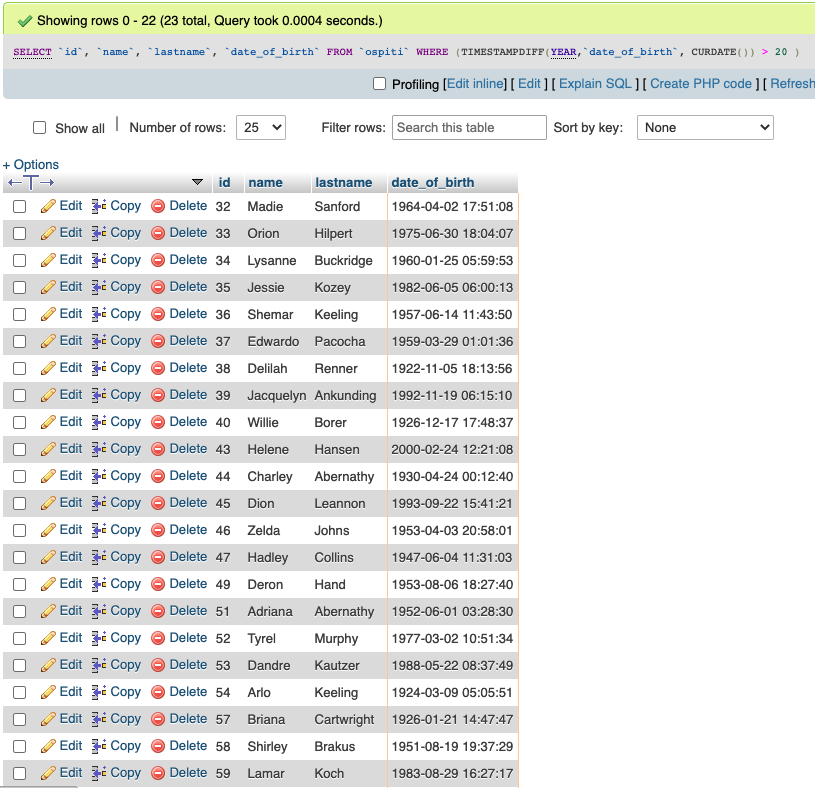 Showing rows 0 - 22 (23 total, Query took 0.0004 seconds.)
SELECT `id`, `name`, `lastname`, `date_of_birth` FROM `ospiti` WHERE (TIMESTAMPDIFF(YEAR,`date_of_birth`, CURDATE()) > 20 )
Profiling [Edit inline] [ Edit ] [ Explain SQL ] [ Create PHP code ] [ Refresh
Show all | Number of rows: 25 Filter rows: Search this table Sort by key: None
+ Options
←T→ ▼ id name lastname date_of_birth
Edit Copy Delete 32 Madie Sanford 1964-04-02 17:51:08
Edit Copy Delete 33 Orion Hilpert 1975-06-30 18:04:07
Edit Copy Delete 34 Lysanne Buckridge 1960-01-25 05:59:53
Edit Copy Delete 35 Jessie Kozey 1982-06-05 06:00:13
Edit Copy Delete 36 Shemar Keeling 1957-06-14 11:43:50
Edit Copy Delete 37 Edwardo Pacocha 1959-03-29 01:01:36
Edit Copy Delete 38 Delilah Renner 1922-11-05 18:13:56
Edit Copy Delete 39 Jacquelyn Ankunding 1992-11-19 06:15:10
Edit Copy Delete 40 Willie Borer 1926-12-17 17:48:37
Edit Copy Delete 43 Helene Hansen 2000-02-24 12:21:08
Edit Copy Delete 44 Charley Abernathy 1930-04-24 00:12:40
Edit Copy Delete 45 Dion Leannon 1993-09-22 15:41:21
Edit Copy Delete 46 Zelda Johns 1953-04-03 20:58:01
Edit Copy Delete 47 Hadley Collins 1947-06-04 11:31:03
Edit Copy Delete 49 Deron Hand 1953-08-06 18:27:40
Edit Copy Delete 51 Adriana Abernathy 1952-06-01 03:28:30
Edit Copy Delete 52 Tyrel Murphy 1977-03-02 10:51:34
Edit Copy Delete 53 Dandre Kautzer 1988-05-22 08:37:49
Edit Copy Delete 54 Arlo Keeling 1924-03-09 05:05:51
Edit Copy Delete 57 Briana Cartwright 1926-01-21 14:47:47
Edit Copy Delete 58 Shirley Brakus 1951-08-19 19:37:29
Edit Copy Delete 59 Lamar Koch 1983-08-29 16:27:17